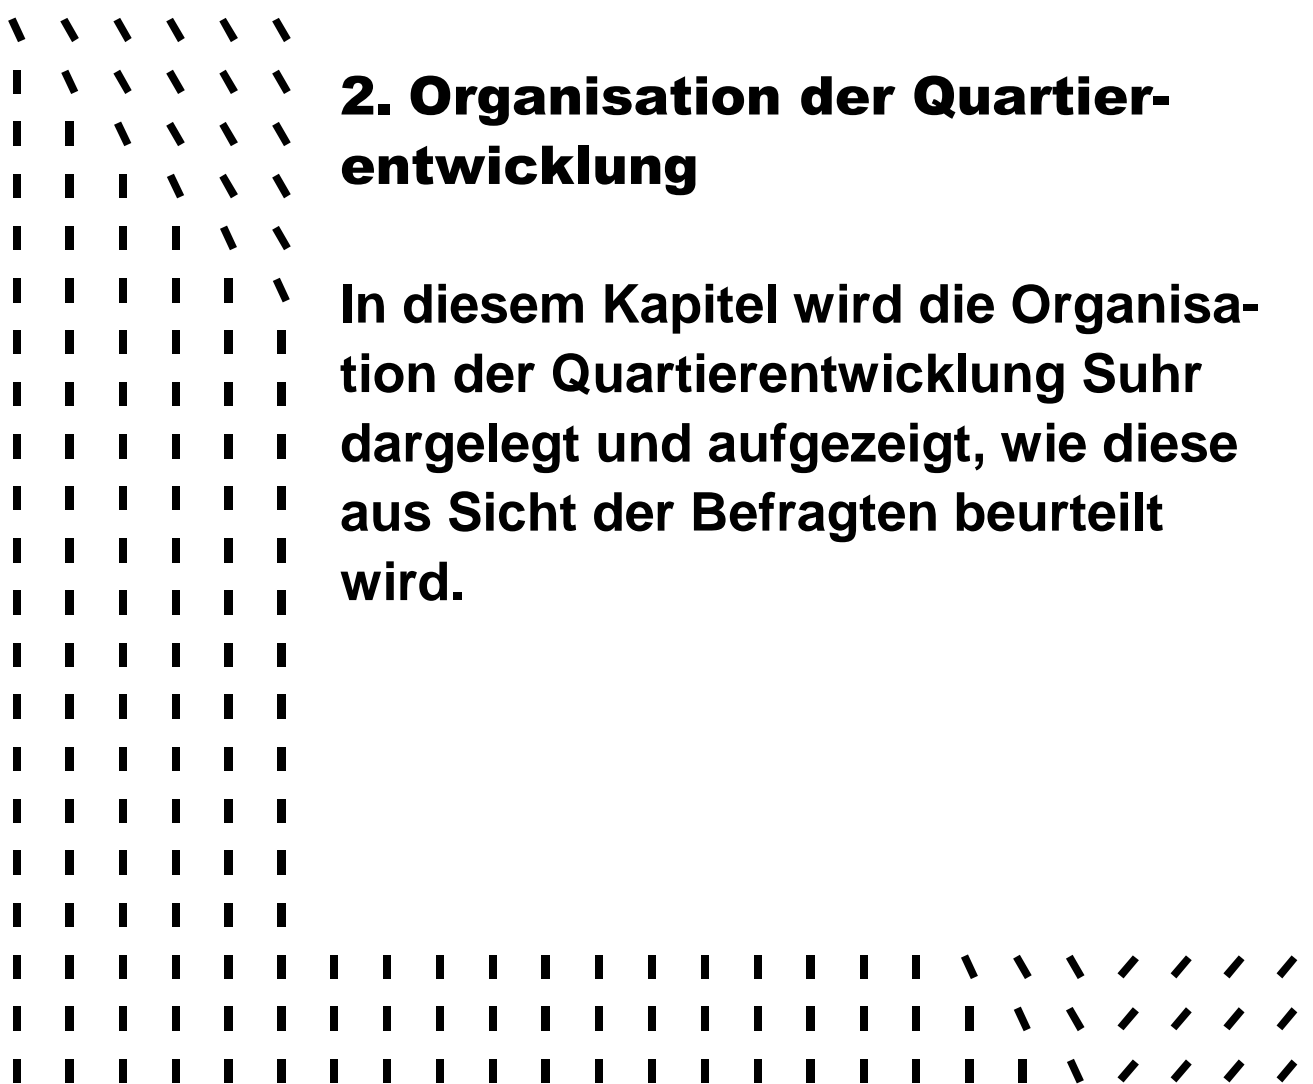 2. Organisation der Quartier-
entwicklung
In diesem Kapitel wird die Organisa-
tion der Quartierentwicklung Suhr
dargelegt und aufgezeigt, wie diese
aus Sicht der Befragten beurteilt
wird.